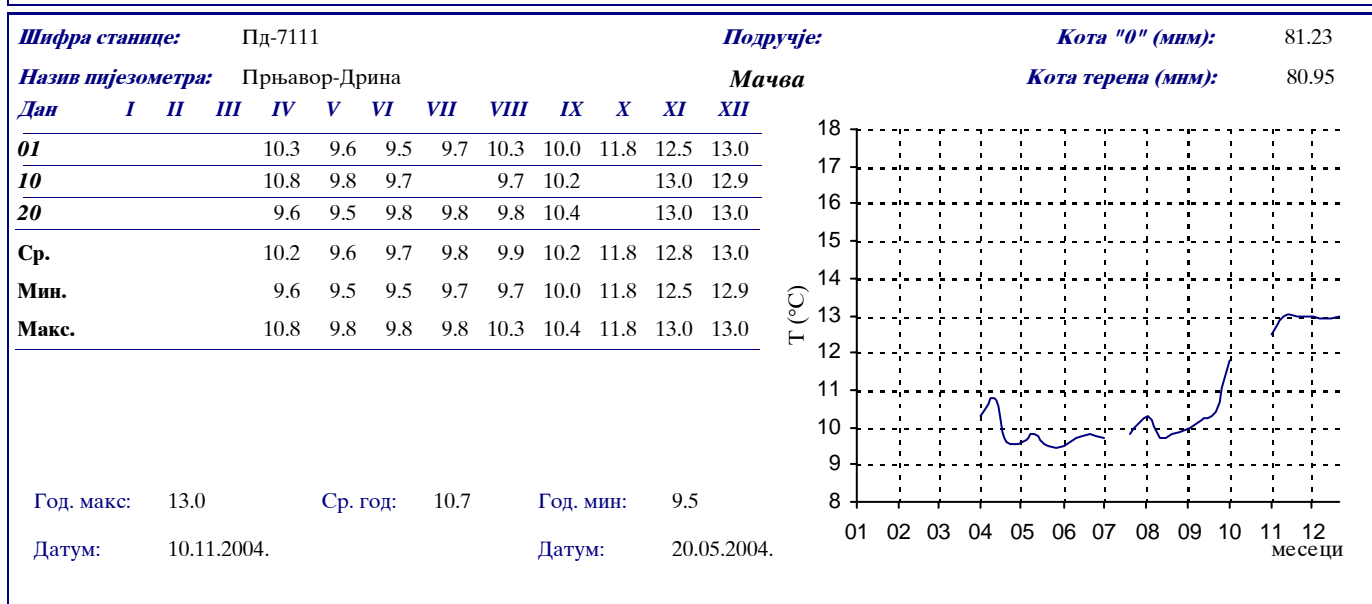 Шифра станице: Пд-7111 Подручје: Кота "0" (мнм): 81.23
Назив пијезометра: Прњавор-Дрина Мачва Кота терена (мнм): 80.95
Дан I II III IV V VI VII VIII IX X XI XII
01 10.3 9.6 9.5 9.7 10.3 10.0 11.8 12.5 13.0
10 10.8 9.8 9.7 9.7 10.2 13.0 12.9
20 9.6 9.5 9.8 9.8 9.8 10.4 13.0 13.0
Ср. 10.2 9.6 9.7 9.8 9.9 10.2 11.8 12.8 13.0
Мин. 9.6 9.5 9.5 9.7 9.7 10.0 11.8 12.5 12.9
Макс. 10.8 9.8 9.8 9.8 10.3 10.4 11.8 13.0 13.0
Год. макс: 13.0 Ср. год: 10.7 Год. мин: 9.5
Датум: 10.11.2004. Датум: 20.05.2004.
T (°C)
18
17
16
15
14
13
12
11
10
9
8
01 02 03 04 05 06 07 08 09 10 11 12
месеци